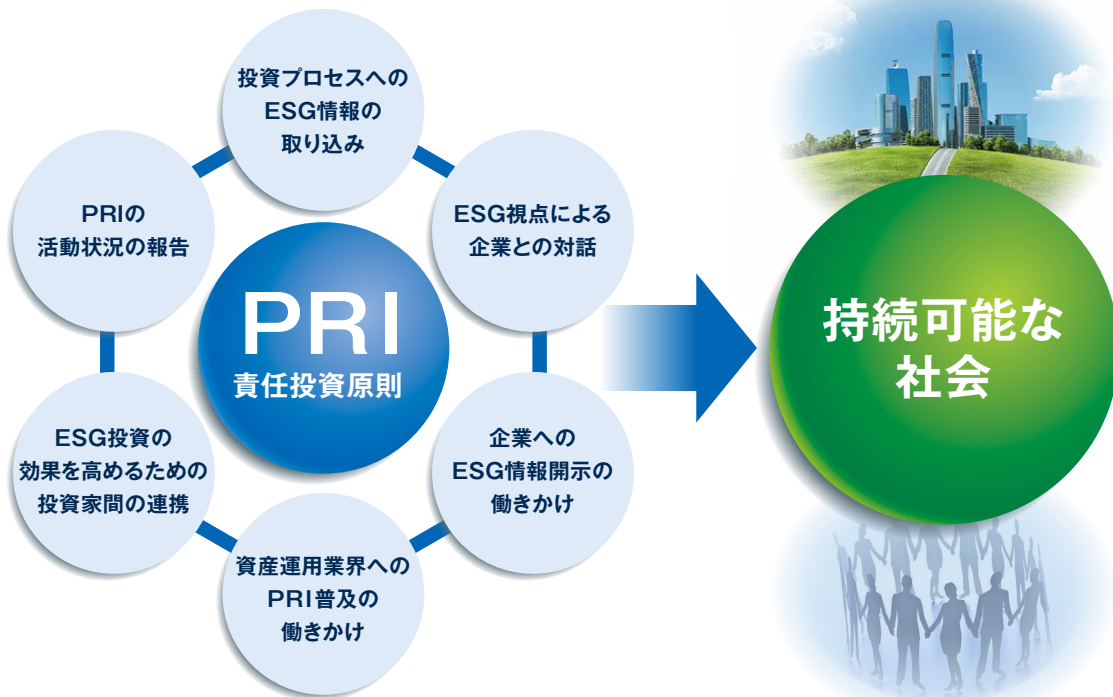 投資プロセスへの
ESG情報の
取り込み
ESG視点による
企業との対話
企業への
ESG情報開示の
働きかけ
資産運用業界への
PRI普及の
働きかけ
ESG投資の
効果を高めるための
投資家間の連携
PRIの
活動状況の報告
PRI
責任投資原則
持続可能な
社会